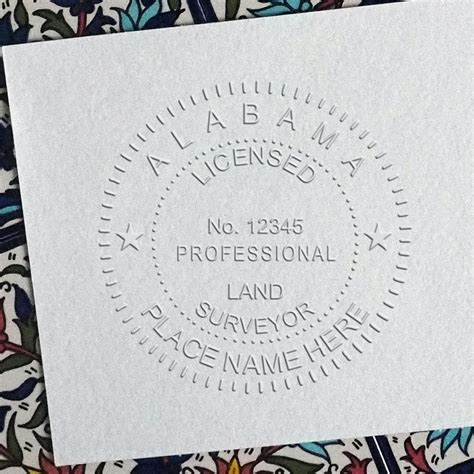 ALABAMA
LICENSED
No. 12345
PROFESSIONAL
LAND
SURVEYOR
PLACE NAME HERE